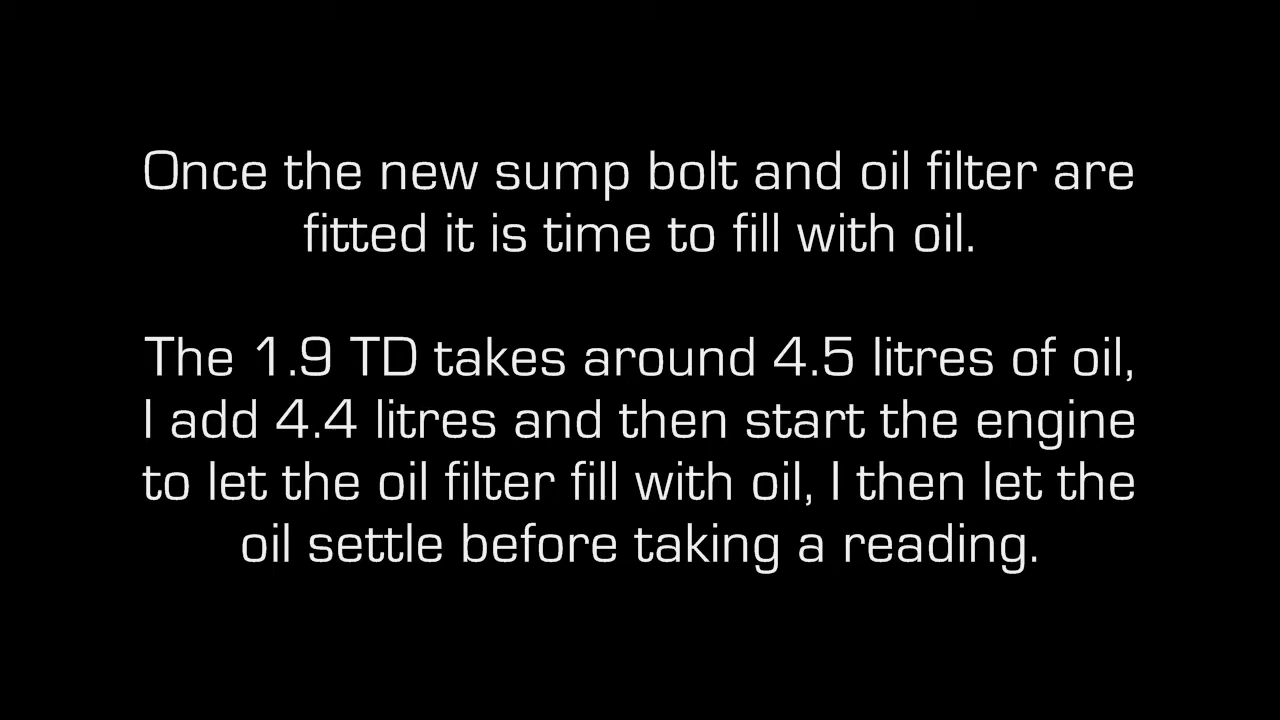 Once the new sump bolt and oil filter are
fitted it is time to fill with oil.
The 1.9 TD takes around 4.5 litres of oil,
I add 4.4 litres and then start the engine
to let the oil filter fill with oil, I then let the
oil settle before taking a reading.